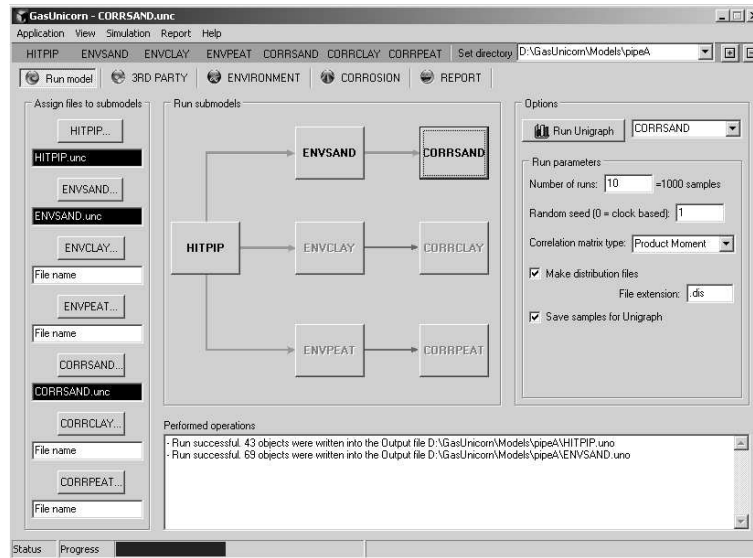 GasUnicorn - CORRSAND.unc
Application View Simulation Report Help
HITPIP ENVSAND ENVCLAY ENVPEAT CORRSAND CORRCLAY CORRPEAT Set directory D:\GasUnicorn\Models\pipeA
Run model 3RD PARTY ENVIRONMENT CORROSION REPORT
Assign files to submodels
HITPIP...
HITPIP.unc
ENVSAND...
ENVSAND.unc
ENVCLAY...
File name
ENVPEAT...
File name
CORRSAND...
CORRSAND.unc
CORRCLAY...
File name
CORRPEAT...
File name
Run submodels
ENVSAND CORRSAND
HITPIP ENVCLAY CORRCLAY
ENVPEAT CORRPEAT
Options
Run Unigraph CORRSAND
Run parameters
Number of runs: 10 =1000 samples
Random seed (0 = clock based): 1
Correlation matrix type: Product Moment
Make distribution files
File extension: .dis
Save samples for Unigraph
Performed operations
- Run successful. 43 objects were written into the Output file D:\GasUnicorn\Models\pipeA\HITPIP.uno
- Run successful. 69 objects were written into the Output file D:\GasUnicorn\Models\pipeA\ENVSAND.uno
Status Progress